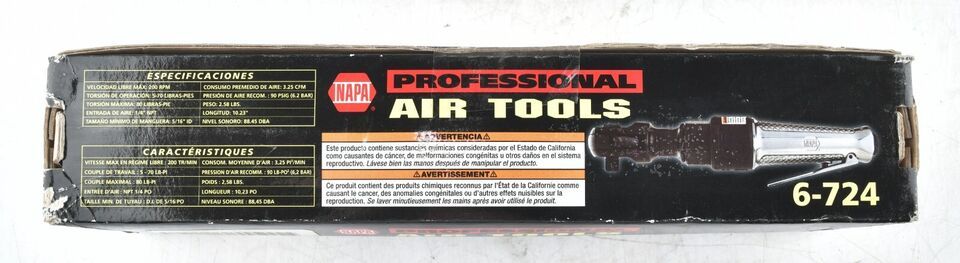 ESPECIFICACIONES
VELOCIDAD LIBRE MAX: 200 RPM CONSUMO PREMEDIO DE AIRE: 3.25 CFM
TORSIÓN DE OPERACIÓN: 5-70 LIBRAS-PIES PRESIÓN DE AIRE RECOM. : 90 PSIG (6.2 BAR)
TORSIÓN MÁXIMA: 80 LIBRAS-PIE PESO: 2.58 LBS.
ENTRADA DE AIRE: 1/4" NPT LONGITUD: 10.23"
TAMAÑO MÍNIMO DE MANGUERA: 5/16" ID NIVEL SONORO: 88.45 DBA
CARACTÉRISTIQUES
VITESSE MAX EN RÉGIME LIBRE : 200 TR/MIN CONSOM. MOYENNE D'AIR : 3,25 PI³/MIN
COUPLE DE TRAVAIL : 5 - 70 LB-PI PRESSION D'AIR RECOMM. : 90 LB-PO² (6,2 BAR)
COUPLE MAXIMAL : 80 LB-PI POIDS : 2.58 LBS.
ENTRÉE D'AIR : NPT 1/4 PO LONGUEUR : 10,23 PO
TAILLE MIN. DE TUYAU : D.I. DE 5/16 PO NIVEAU SONORE : 88,45 DBA
NAPA
PROFESSIONAL
AIR TOOLS
⚠ADVERTENCIA⚠
Este producto contiene sustancias químicas consideradas por el Estado de California
como causantes de cáncer, de malformaciones congénitas u otros daños en el sistema
reproductivo. Lávese bien las manos después de manipular el producto.
⚠AVERTISSEMENT⚠
Ce produit contient des produits chimiques reconnus par l'État de la Californie comme
causant le cancer, des anomalies congénitales ou d'autres effets nuisibles sur la
reproduction. Se laver minutieusement les mains après avoir utilisé le produit.
NAPA
6-724
NAPA
PROFESSIONAL
AIR TOOLS